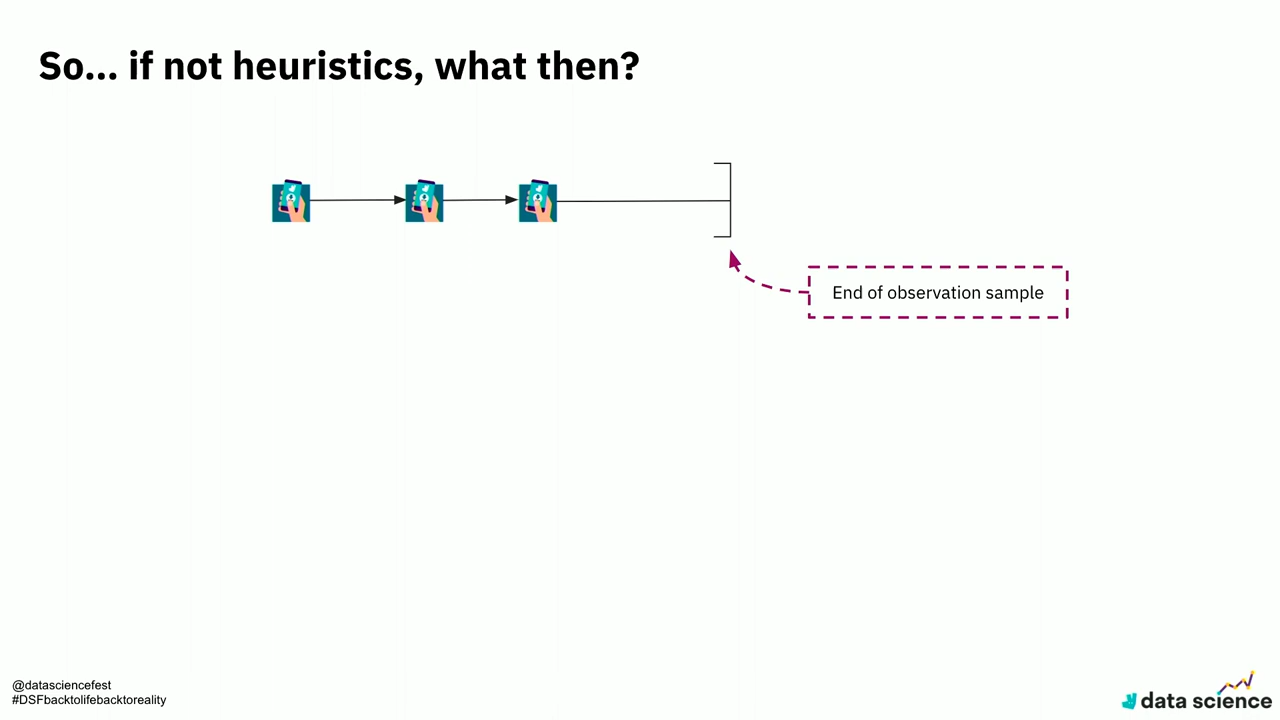 So... if not heuristics, what then?
End of observation sample
@datasciencefest
#DSFbacktolifebacktoreality
data science